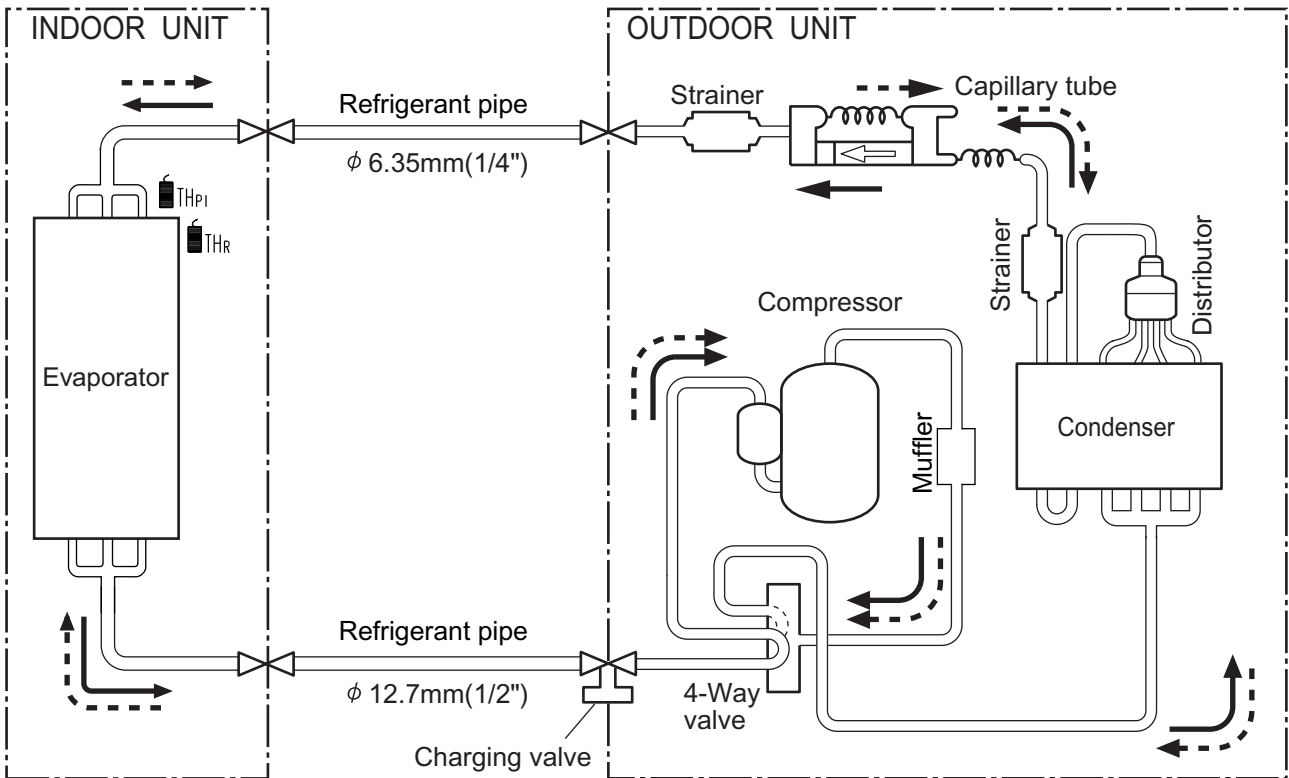 INDOOR UNIT
OUTDOOR UNIT
Refrigerant pipe
ϕ 6.35mm(1/4")
Strainer
Capillary tube
THPI
THR
Strainer
Distributor
Compressor
Evaporator
Condenser
Muffler
Refrigerant pipe
ϕ 12.7mm(1/2")
4-Way
valve
Charging valve